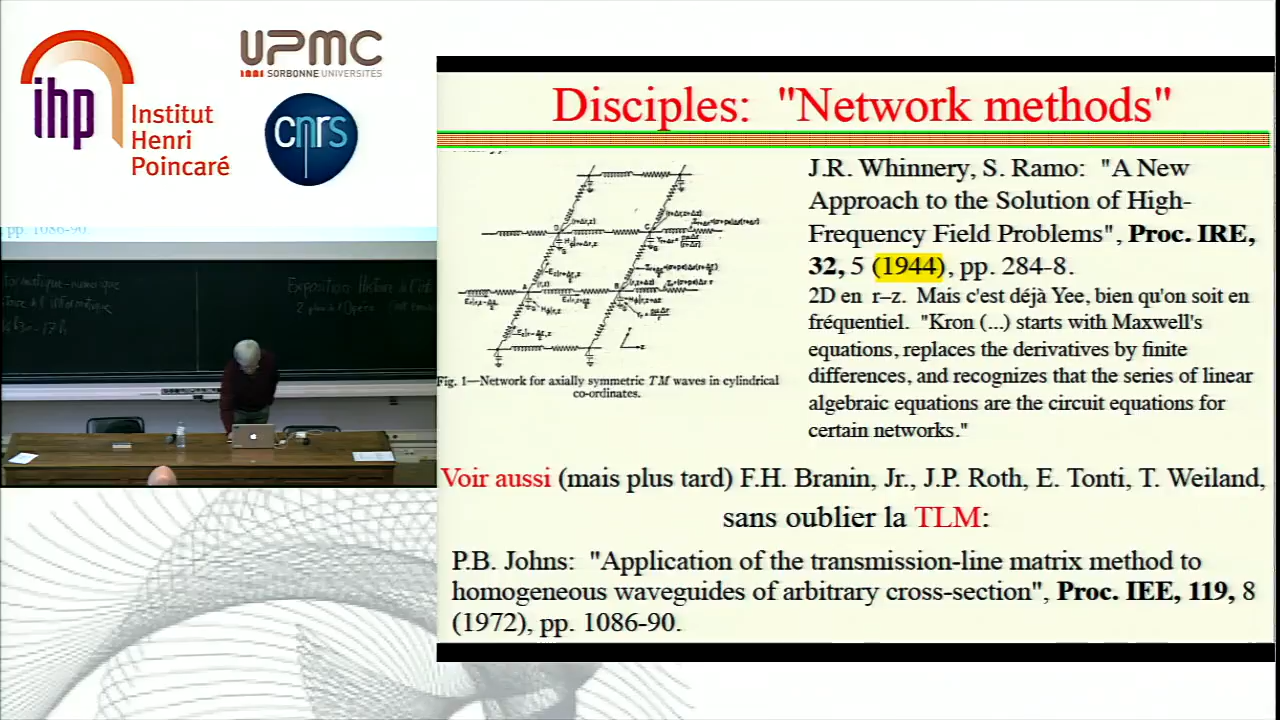 ihp
Institut
Henri
Poincaré
UPMC
SORBONNE UNIVERSITÉS
cnrs
pp. 1086-90.
Disciples: "Network methods"
J.R. Whinnery, S. Ramo: "A New
Approach to the Solution of High-
Frequency Field Problems", Proc. IRE,
32, 5 (1944), pp. 284-8.
2D en r–z. Mais c'est déjà Yee, bien qu'on soit en
fréquentiel. "Kron (...) starts with Maxwell's
equations, replaces the derivatives by finite
differences, and recognizes that the series of linear
algebraic equations are the circuit equations for
certain networks."
Fig. 1—Network for axially symmetric TM waves in cylindrical
co-ordinates.
Voir aussi (mais plus tard) F.H. Branin, Jr., J.P. Roth, E. Tonti, T. Weiland,
sans oublier la TLM:
P.B. Johns: "Application of the transmission-line matrix method to
homogeneous waveguides of arbitrary cross-section", Proc. IEE, 119, 8
(1972), pp. 1086-90.